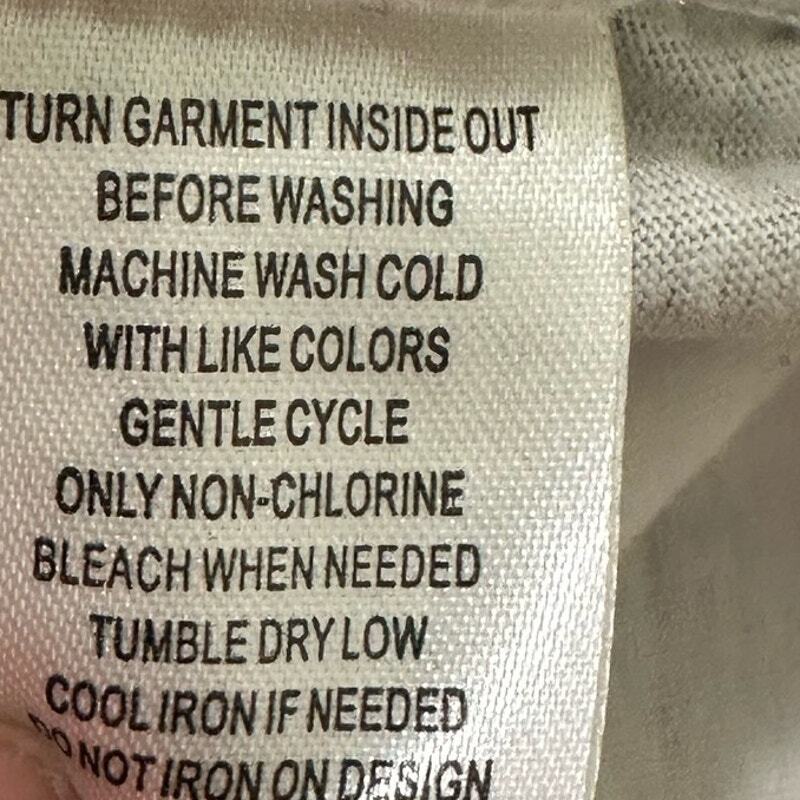 TURN GARMENT INSIDE OUT
BEFORE WASHING
MACHINE WASH COLD
WITH LIKE COLORS
GENTLE CYCLE
ONLY NON-CHLORINE
BLEACH WHEN NEEDED
TUMBLE DRY LOW
COOL IRON IF NEEDED
DO NOT IRON ON DESIGN